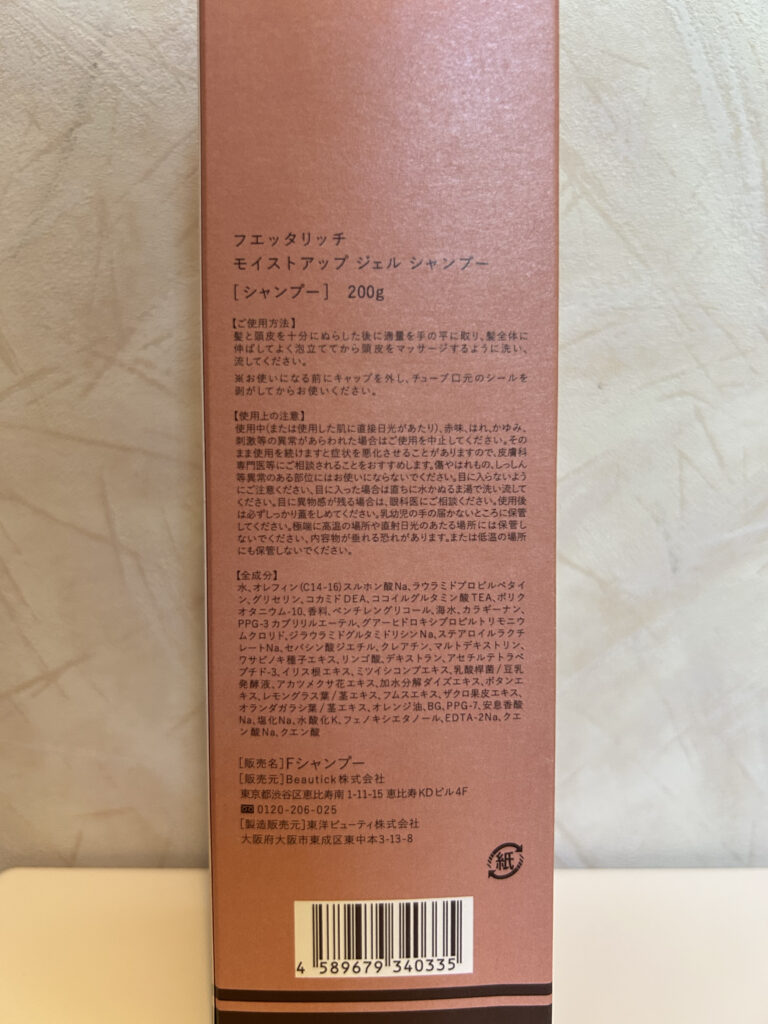 フエッタリッチ
モイストアップ ジェル シャンプー
[シャンプー] 200g
【ご使用方法】
髪と頭皮を十分にぬらした後に適量を手の平に取り、髪全体に
伸ばしてよく泡立ててから頭皮をマッサージするように洗い、
流してください。
※お使いになる前にキャップを外し、チューブ口元のシールを
剥がしてからお使いください。
【使用上の注意】
使用中(または使用した肌に直接日光があたり)、赤味、はれ、かゆみ、
刺激等の異常があらわれた場合はご使用を中止してください。その
まま使用を続けますと症状を悪化させることがありますので、皮膚科
専門医等にご相談されることをおすすめします。傷やはれもの、しっしん
等異常のある部位にはお使いにならないでください。目に入らないよう
にご注意ください、目に入った場合は直ちに水かぬるま湯で洗い流して
ください。目に異物感が残る場合は、眼科医にご相談ください。使用後
は必ずしっかり蓋をしめてください。乳幼児の手の届かないところに保管
してください。極端に高温の場所や直射日光のあたる場所には保管し
ないでください、内容物が垂れる恐れがあります。または低温の場所
にも保管しないでください。
【全成分】
水、オレフィン(C14-16)スルホン酸Na、ラウラミドプロピルベタイ
ン、グリセリン、コカミドDEA、ココイルグルタミン酸TEA、ポリク
オタニウム-10、香料、ペンチレングリコール、海水、カラギーナン、
PPG-3カプリリルエーテル、グアーヒドロキシプロピルトリモニウ
ムクロリド、ジラウラミドグルタミドリシンNa、ステアロイルラクチ
レートNa、セバシン酸ジエチル、クレアチン、マルトデキストリン、
ワサビノキ種子エキス、リンゴ酸、デキストラン、アセチルテトラペ
プチド-3、イリス根エキス、ミツイシコンブエキス、乳酸桿菌/豆乳
発酵液、アカツメクサ花エキス、加水分解ダイズエキス、ボタンエ
キス、レモングラス葉/茎エキス、フムスエキス、ザクロ果皮エキス、
オランダガラシ葉/茎エキス、オレンジ油、BG、PPG-7、安息香酸
Na、塩化Na、水酸化K、フェノキシエタノール、EDTA-2Na、クエ
ン酸Na、クエン酸
[販売名]Fシャンプー
[販売元]Beautick株式会社
東京都渋谷区恵比寿南1-11-15 恵比寿KDビル4F
0120-206-025
[製造販売元]東洋ビューティ株式会社
大阪府大阪市東成区東中本3-13-8
紙
4 589679 340335